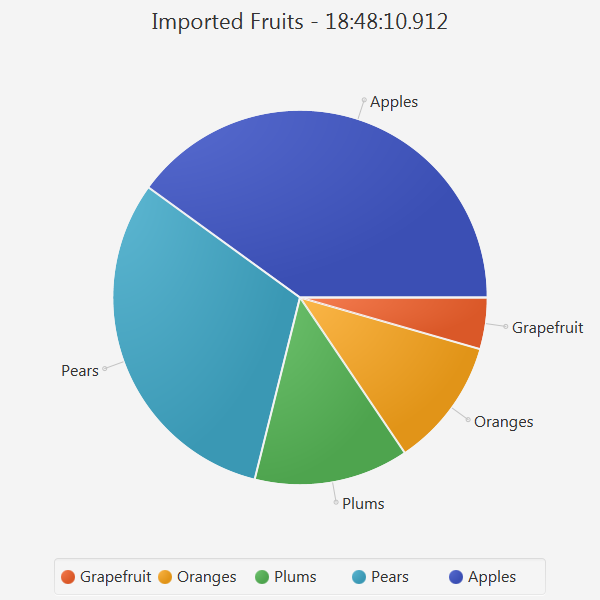 Imported Fruits - 18:48:10.912
Apples
Grapefruit
Pears
Oranges
Plums
Grapefruit Oranges Plums Pears Apples